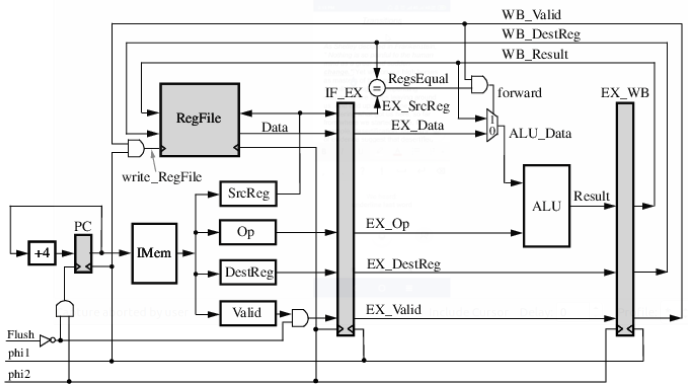 WB_Valid
WB_DestReg
WB_Result
RegsEqual
=
forward
IF_EX
EX_WB
EX_SrcReg
RegFile
1
0
Data
EX_Data
ALU_Data
write_RegFile
SrcReg
ALU
Result
PC
Op
EX_Op
+4
IMem
DestReg
EX_DestReg
Valid
EX_Valid
Flush
phi1
phi2